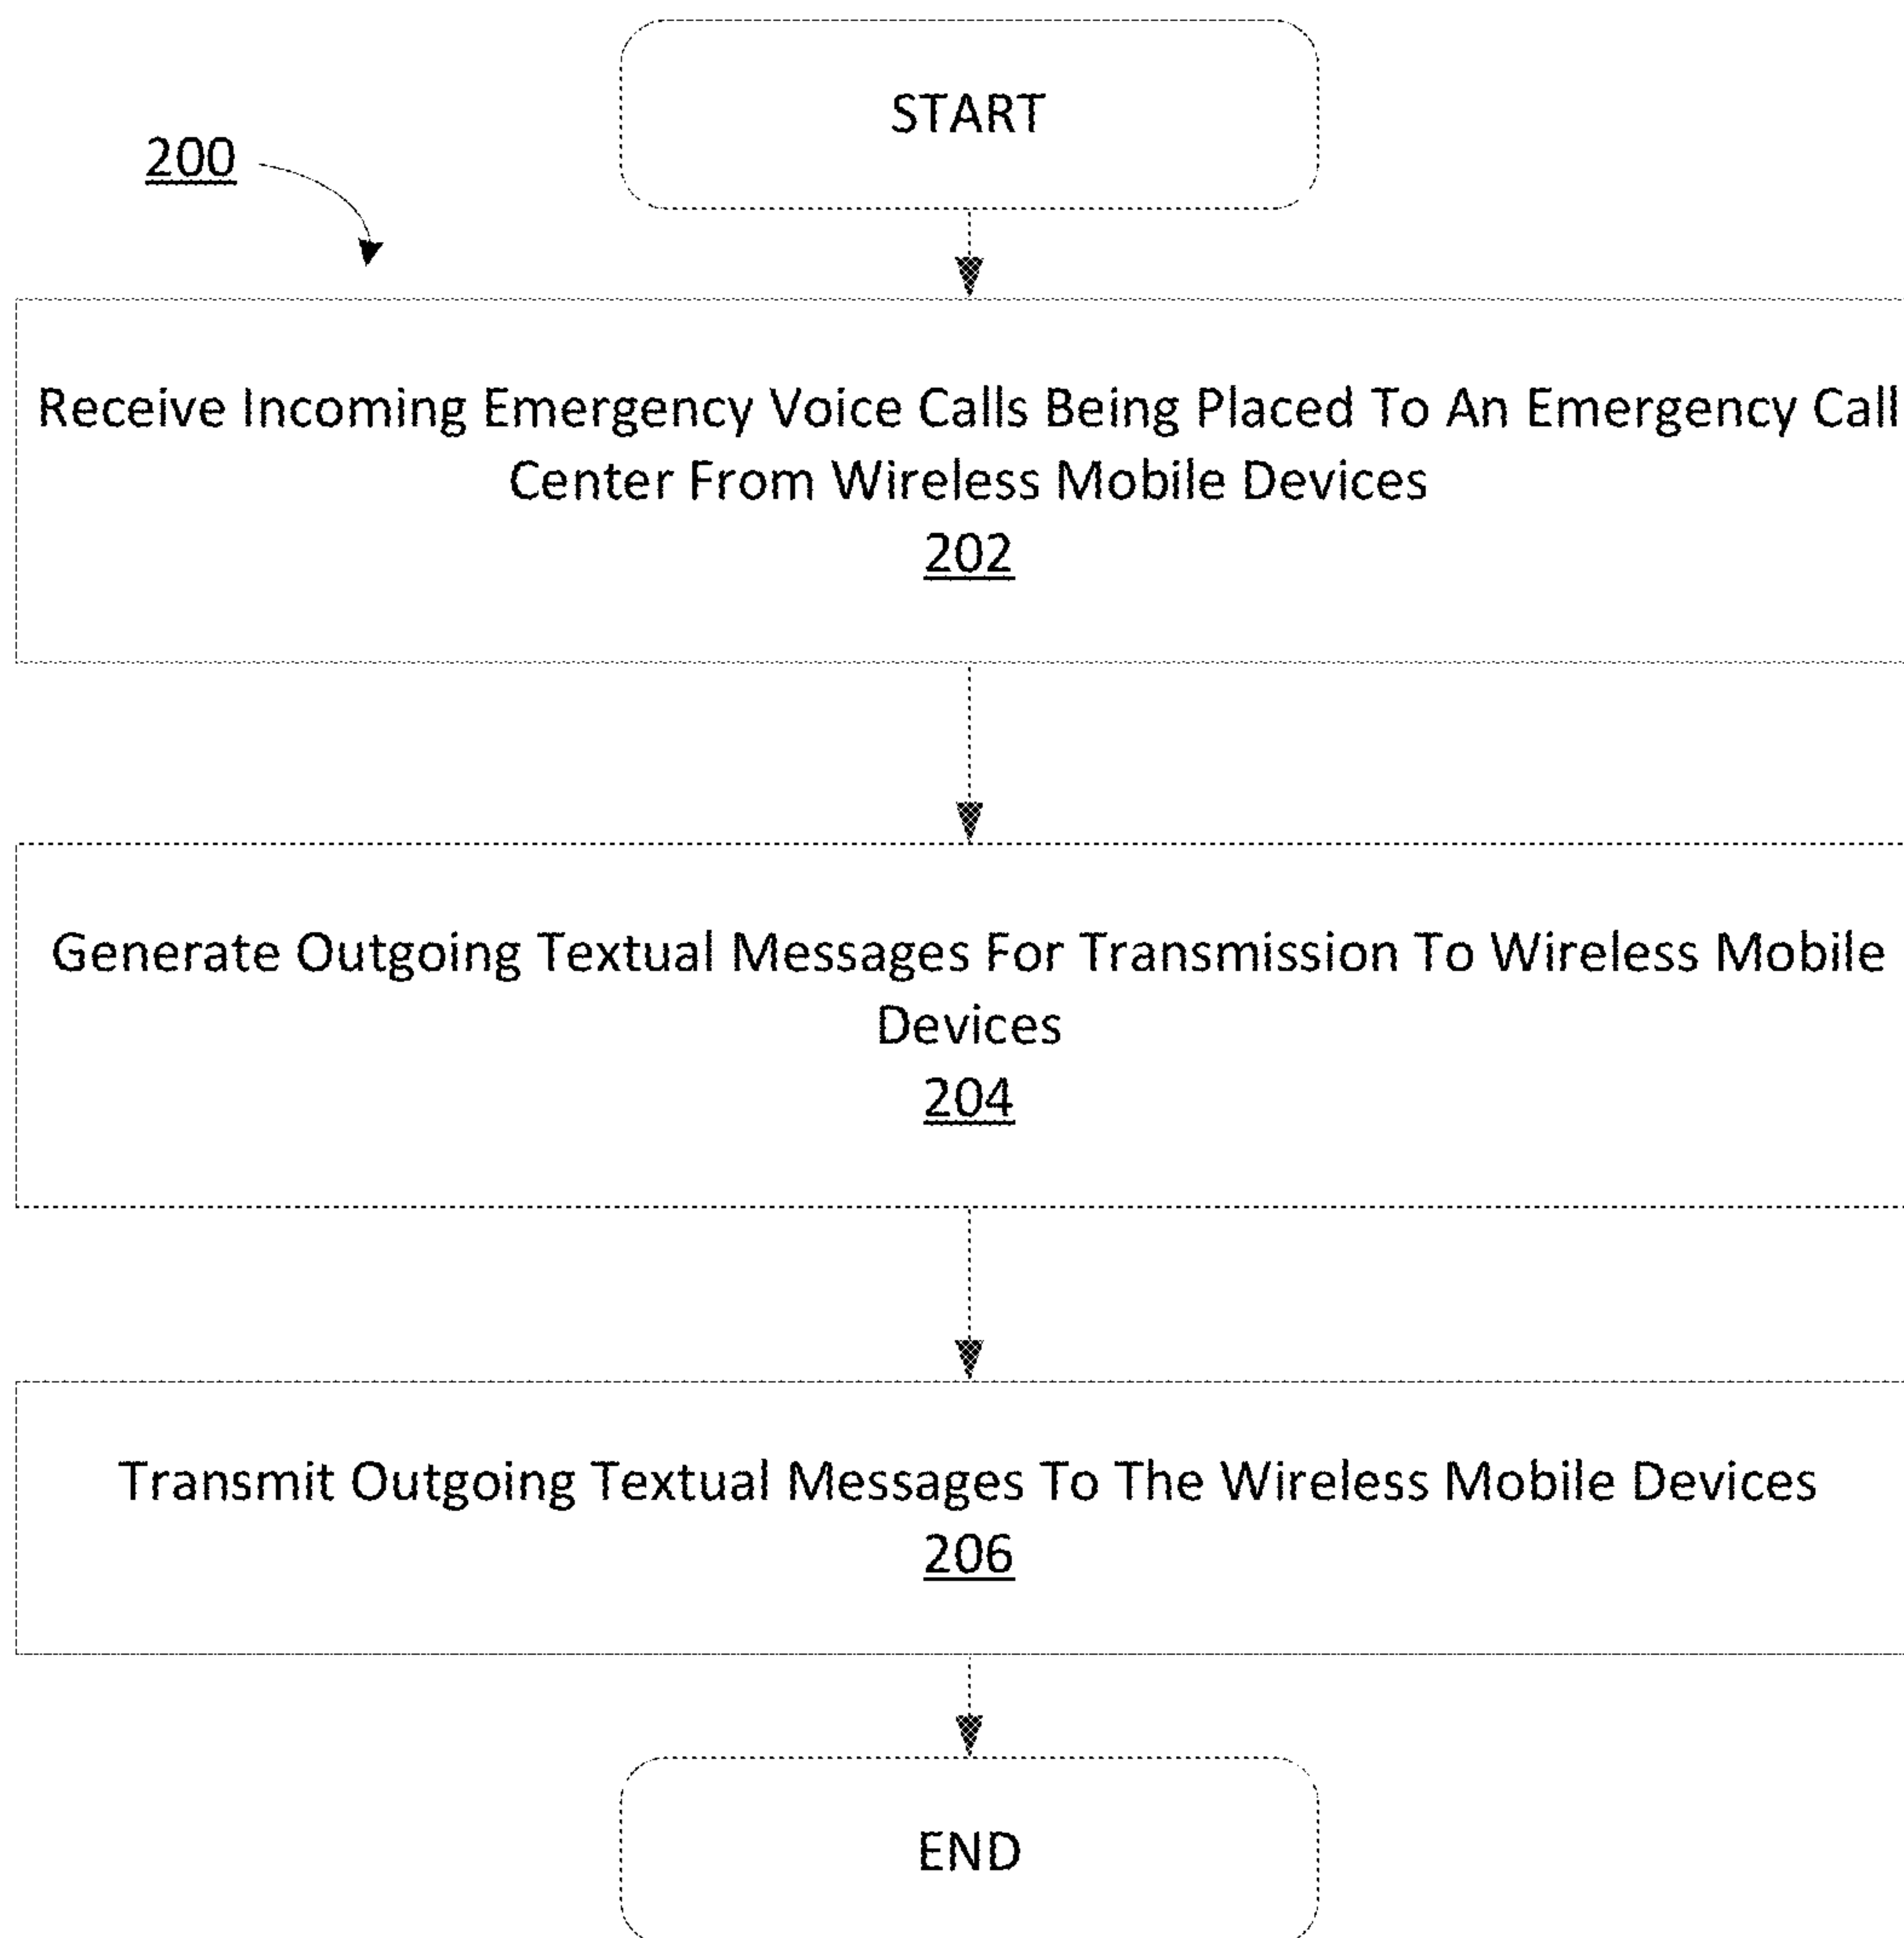 START
200
Receive Incoming Emergency Voice Calls Being Placed To An Emergency Call
Center From Wireless Mobile Devices
202
Generate Outgoing Textual Messages For Transmission To Wireless Mobile
Devices
204
Transmit Outgoing Textual Messages To The Wireless Mobile Devices
206
END